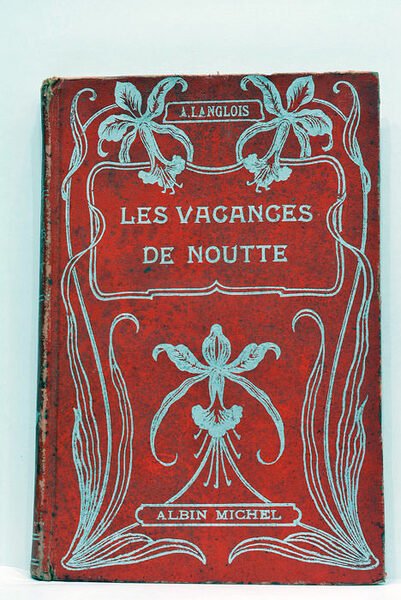 A. LANGLOIS
LES VACANCES
DE NOUTTE
ALBIN MICHEL